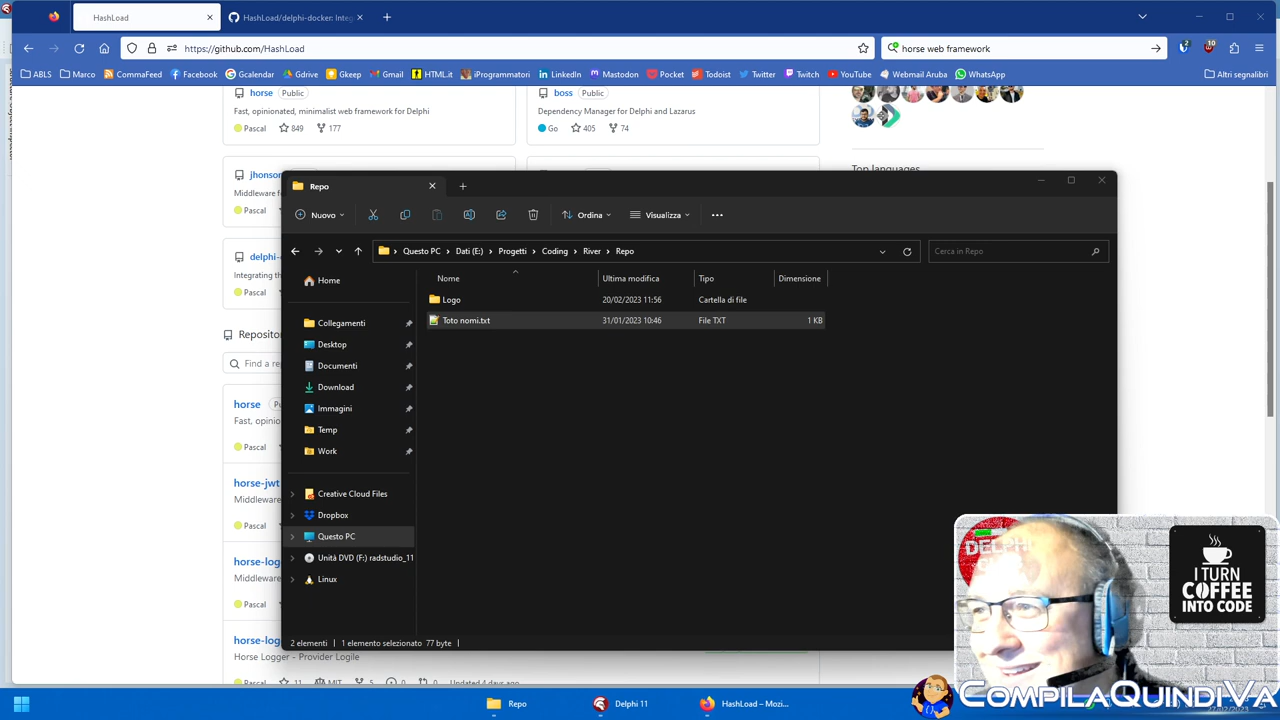 HashLoad
HashLoad/delphi-docker: Integ
https://github.com/HashLoad
horse web framework
2
10
ABLS
Marco
CommaFeed
Facebook
Gcalendar
Gdrive
Gkeep
Gmail
HTML.it
iProgrammatori
LinkedIn
Mastodon
Pocket
Todoist
Twitter
Twitch
YouTube
Webmail Aruba
WhatsApp
Altri segnalibri
horse Public
Fast, opinionated, minimalist web framework for Delphi
Pascal 849 177
boss Public
Dependency Manager for Delphi and Lazarus
Go 405 74
Top languages
jhonson
Middleware f
Pascal
delphi-
Integrating th
Pascal
Reposito
Find a re
horse
Fast, opinio
Pascal
horse-jwt
Middleware
Pascal
horse-log
Middlewar
Pascal
horse-log
Horse Logger - Provider Logile
Pascal 11 MIT 5 0 0 Updated 4 days ago
Repo
Nuovo
Ordina
Visualizza
Questo PC
Dati (E:)
Progetti
Coding
River
Repo
Cerca in Repo
Nome
Ultima modifica
Tipo
Dimensione
Logo 20/02/2023 11:56 Cartella di file
Toto nomi.txt 31/01/2023 10:46 File TXT 1 KB
Home
Collegamenti
Desktop
Documenti
Download
Immagini
Temp
Work
Creative Cloud Files
Dropbox
Questo PC
Unità DVD (F:) radstudio_11
Linux
2 elementi
1 elemento selezionato 77 byte
DELPHI
I TURN
COFFEE
INTO CODE
COMPILAQUINDIVA
Repo
Delphi 11
HashLoad – Mozi...